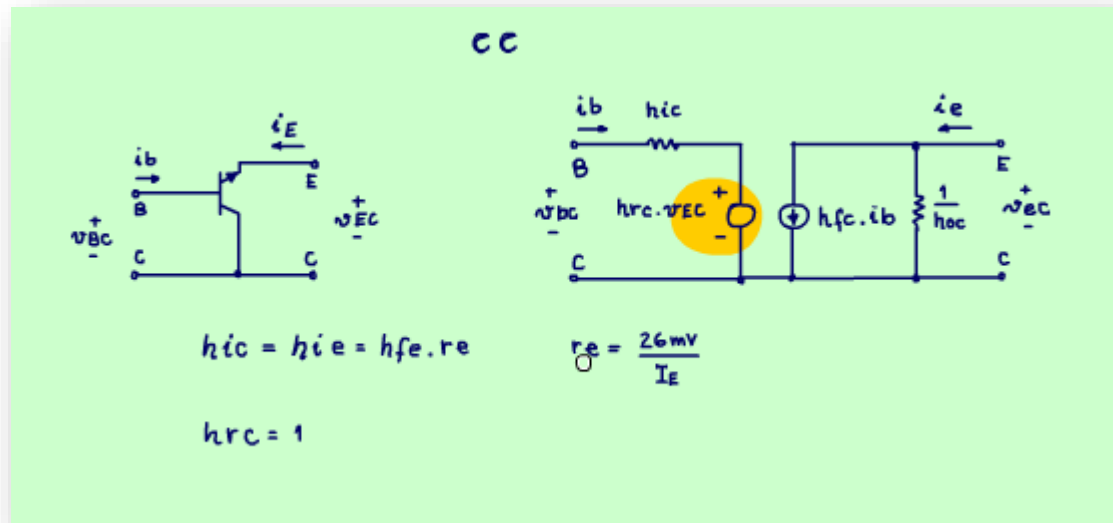 CC
iE
ib
+
B
vBC
-
C
E
+
vEC
-
C
ib
hic
ie
+
B
vbc
-
C
hrc.vEC
+
-
hfc.ib
1
hoc
E
+
vec
-
C
hic = hie = hfe.re
re = 26mV
IE
hrc = 1